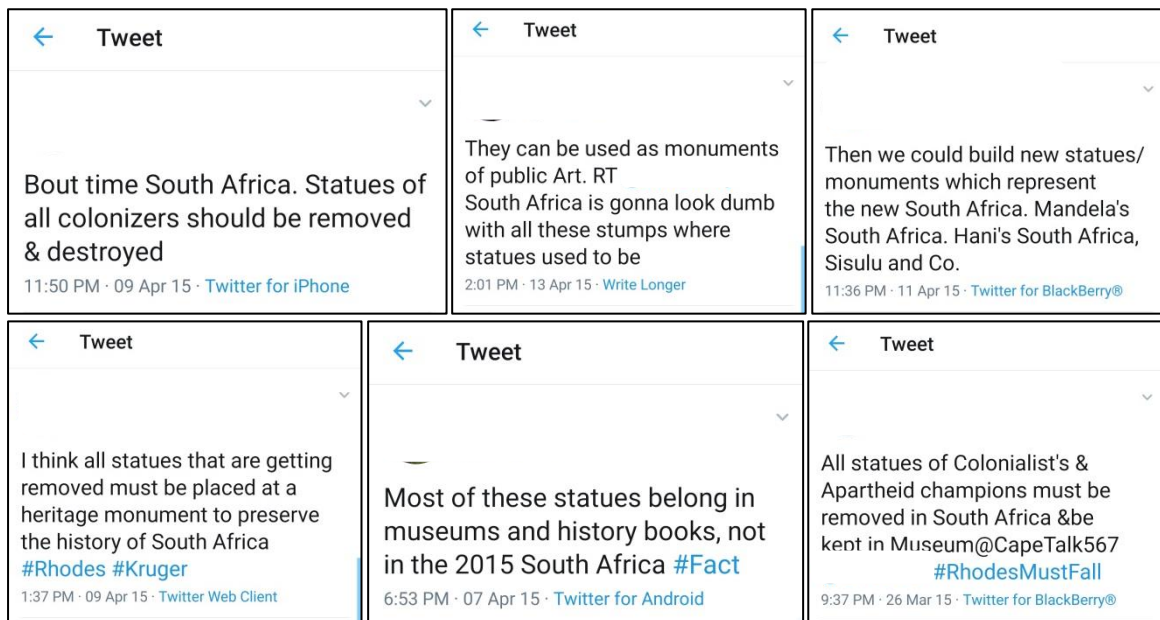 ← Tweet
Bout time South Africa. Statues of
all colonizers should be removed
& destroyed
11:50 PM · 09 Apr 15 · Twitter for iPhone
← Tweet
They can be used as monuments
of public Art. RT
South Africa is gonna look dumb
with all these stumps where
statues used to be
2:01 PM · 13 Apr 15 · Write Longer
← Tweet
Then we could build new statues/
monuments which represent
the new South Africa. Mandela's
South Africa. Hani's South Africa,
Sisulu and Co.
11:36 PM · 11 Apr 15 · Twitter for BlackBerry®
← Tweet
I think all statues that are getting
removed must be placed at a
heritage monument to preserve
the history of South Africa
#Rhodes #Kruger
1:37 PM · 09 Apr 15 · Twitter Web Client
← Tweet
Most of these statues belong in
museums and history books, not
in the 2015 South Africa #Fact
6:53 PM · 07 Apr 15 · Twitter for Android
← Tweet
All statues of Colonialist's &
Apartheid champions must be
removed in South Africa &be
kept in Museum@CapeTalk567
#RhodesMustFall
9:37 PM · 26 Mar 15 · Twitter for BlackBerry®